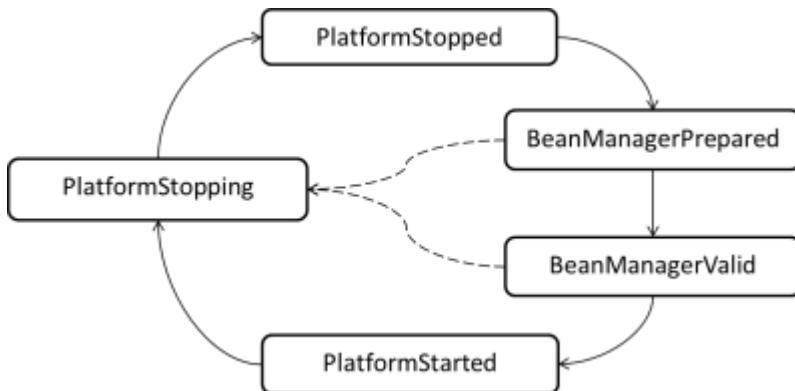 PlatformStopped
BeanManagerPrepared
PlatformStopping
BeanManagerValid
PlatformStarted